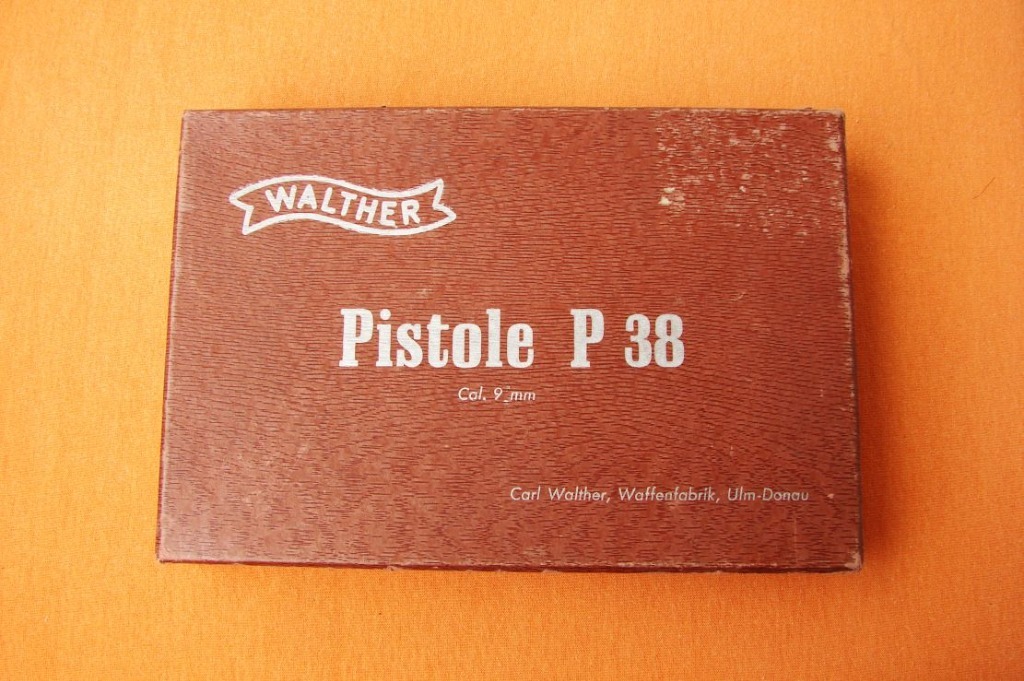 WALTHER
Pistole P 38
Cal. 9 mm
Carl Walther, Waffenfabrik, Ulm-Donau